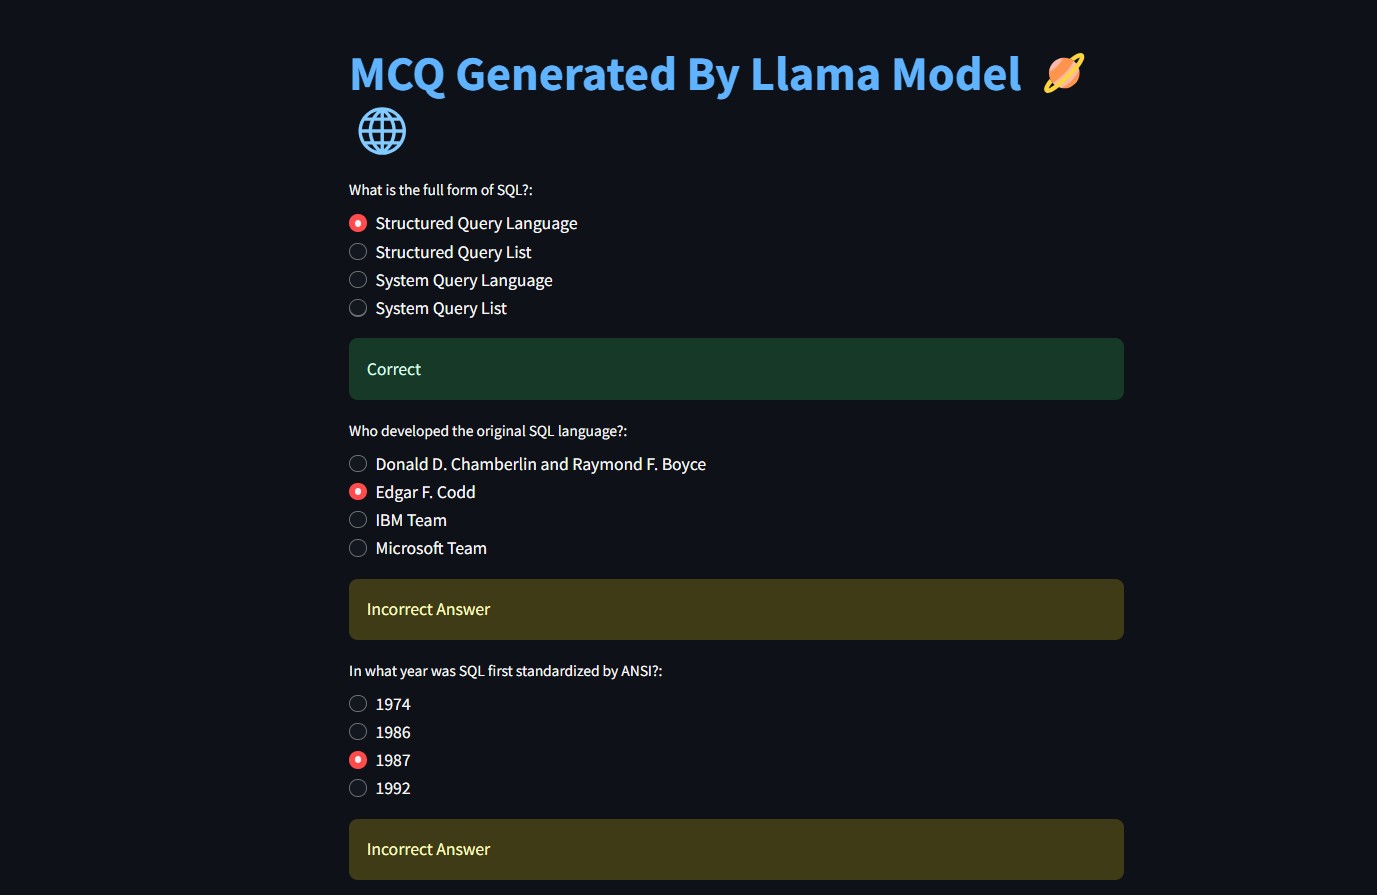 MCQ Generated By Llama Model
What is the full form of SQL?:
Structured Query Language
Structured Query List
System Query Language
System Query List
Correct
Who developed the original SQL language?:
Donald D. Chamberlin and Raymond F. Boyce
Edgar F. Codd
IBM Team
Microsoft Team
Incorrect Answer
In what year was SQL first standardized by ANSI?:
1974
1986
1987
1992
Incorrect Answer